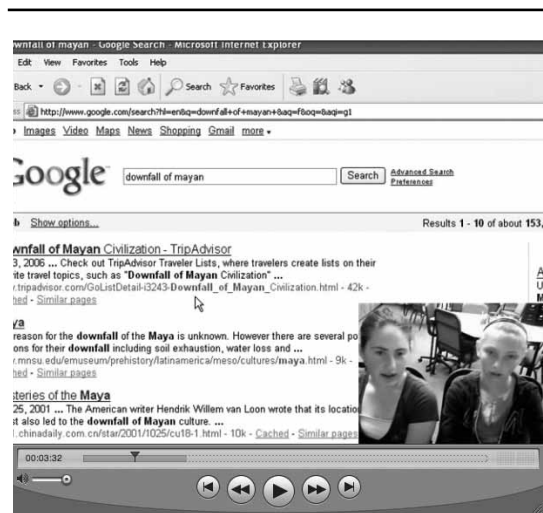 wnfall of mayan - Google Search - Microsoft Internet Explorer
Edit View Favorites Tools Help
Back Search Favorites
ss http://www.google.com/search?hl=en&q=downfall+of+mayan+&aq=f&oq=&aqi=g1
Images Video Maps News Shopping Gmail more
Google downfall of mayan Search Advanced Search
Preferences
b Show options... Results 1 - 10 of about 153,
wnfall of Mayan Civilization - TripAdvisor
3, 2006 ... Check out TripAdvisor Traveler Lists, where travelers create lists on their
rite travel topics, such as "Downfall of Mayan Civilization" ...
v.tripadvisor.com/GoListDetail-i3243-Downfall_of_Mayan_Civilization.html - 42k -
hed - Similar pages
A
U
M
ya
reason for the downfall of the Maya is unknown. However there are several po
ons for their downfall including soil exhaustion, water loss and ...
v.mnsu.edu/emuseum/prehistory/latinamerica/meso/cultures/maya.html - 9k -
hed - Similar pages
steries of the Maya
25, 2001 ... The American writer Hendrik Willem van Loon wrote that its locatio
st also led to the downfall of Mayan culture. ...
1.chinadaily.com.cn/star/2001/1025/cu18-1.html - 10k - Cached - Similar pages
00:03:32